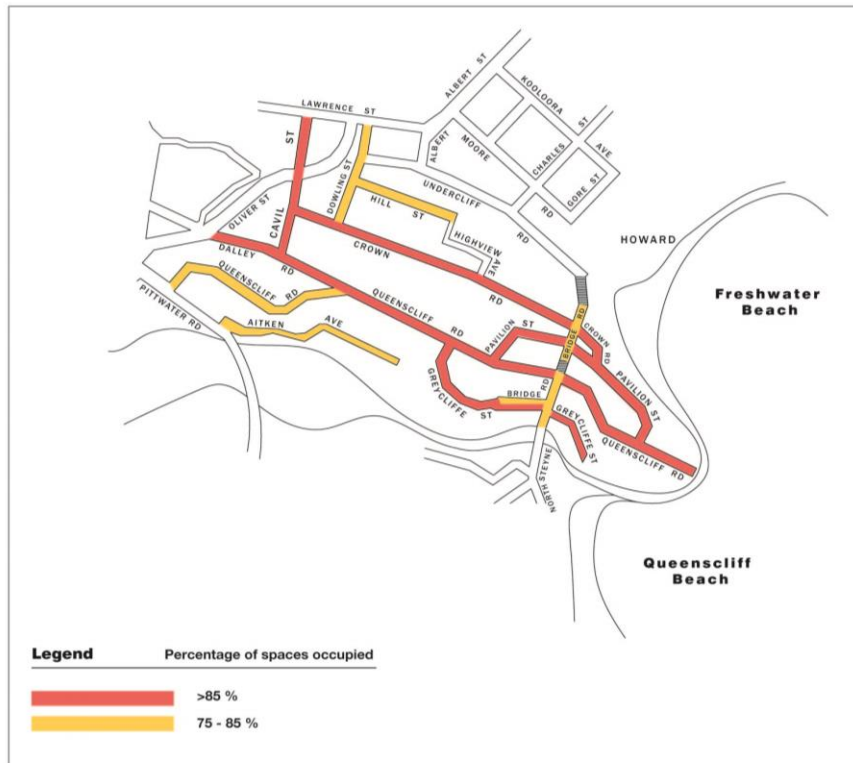 LAWRENCE ST
ALBERT ST
KOOLOORA
ST
AVE
ALBERT
MOORE
CHARLES
GORE ST
RD
UNDERCLIFF
RD
OLIVER ST
CAVIL
ST
DOWLING ST
HILL ST
HIGHVIEW
AVE
HOWARD
DALLEY RD
CROWN RD
Freshwater
Beach
QUEENSCLIFF RD
PITTWATER RD
AITKEN AVE
QUEENSCLIFF RD
PAVILION ST
BRIDGE RD
CROWN RD
PAVILION ST
GREYCLIFFE ST
BRIDGE RD
GREYCLIFFE ST
QUEENSCLIFF RD
NORTH STEYNE
Queenscliff
Beach
Legend Percentage of spaces occupied
>85 %
75 - 85 %